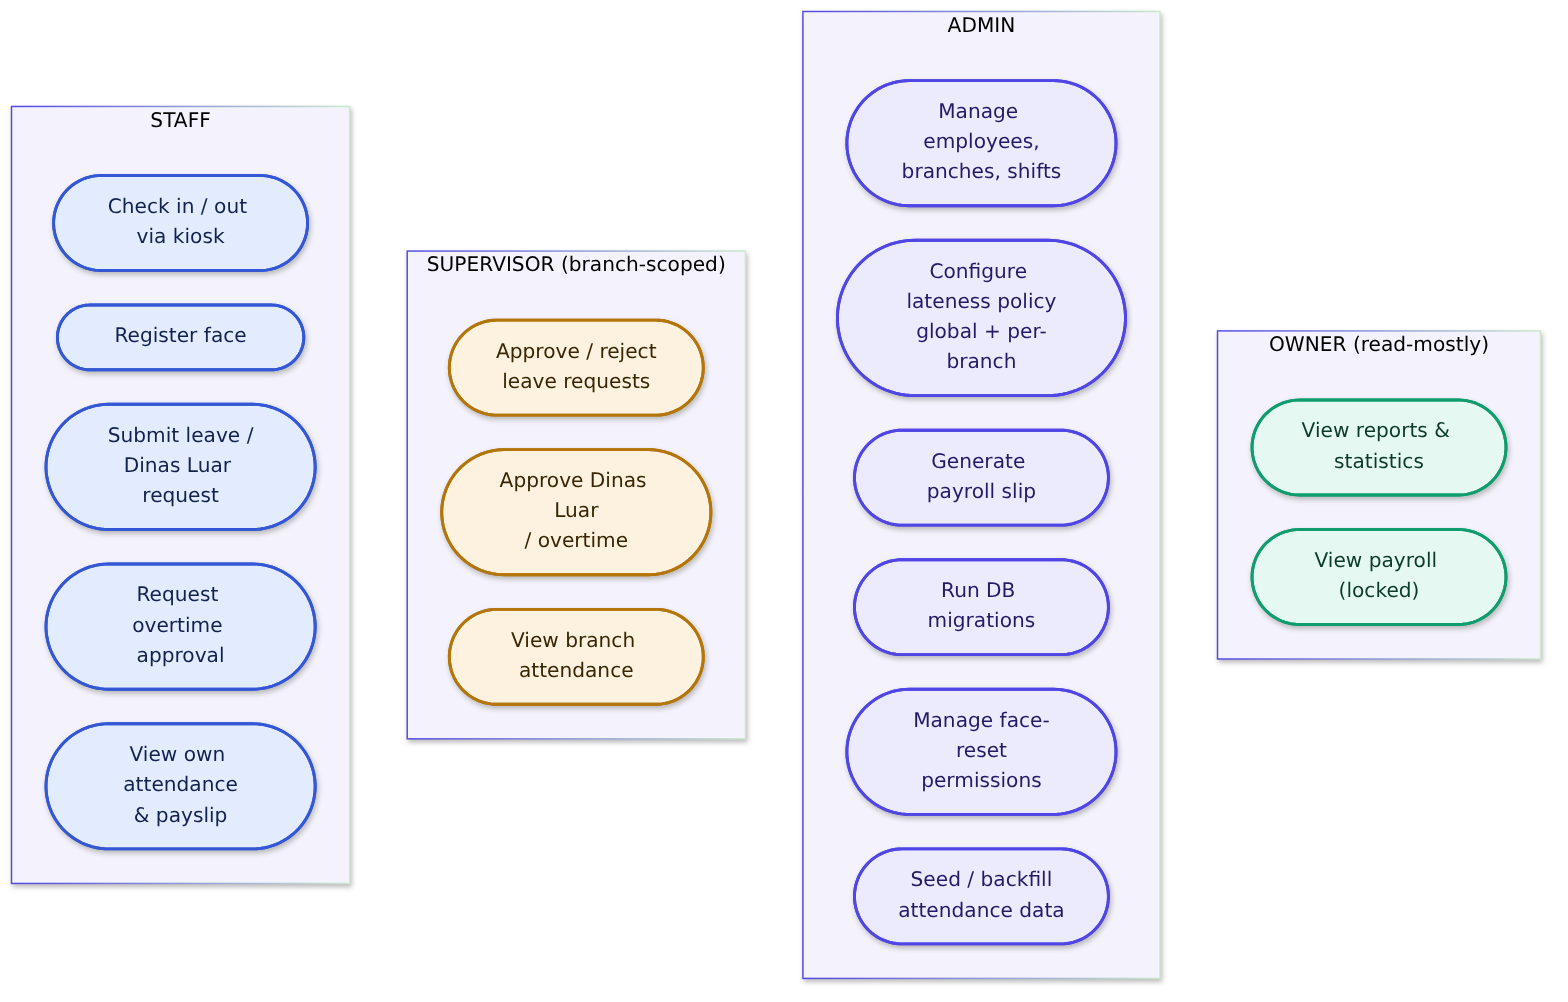 STAFF
Check in / out
via kiosk
Register face
Submit leave /
Dinas Luar
request
Request
overtime
approval
View own
attendance
& payslip
SUPERVISOR (branch-scoped)
Approve / reject
leave requests
Approve Dinas
Luar
/ overtime
View branch
attendance
ADMIN
Manage
employees,
branches, shifts
Configure
lateness policy
global + per-
branch
Generate
payroll slip
Run DB
migrations
Manage face-
reset
permissions
Seed / backfill
attendance data
OWNER (read-mostly)
View reports &
statistics
View payroll
(locked)